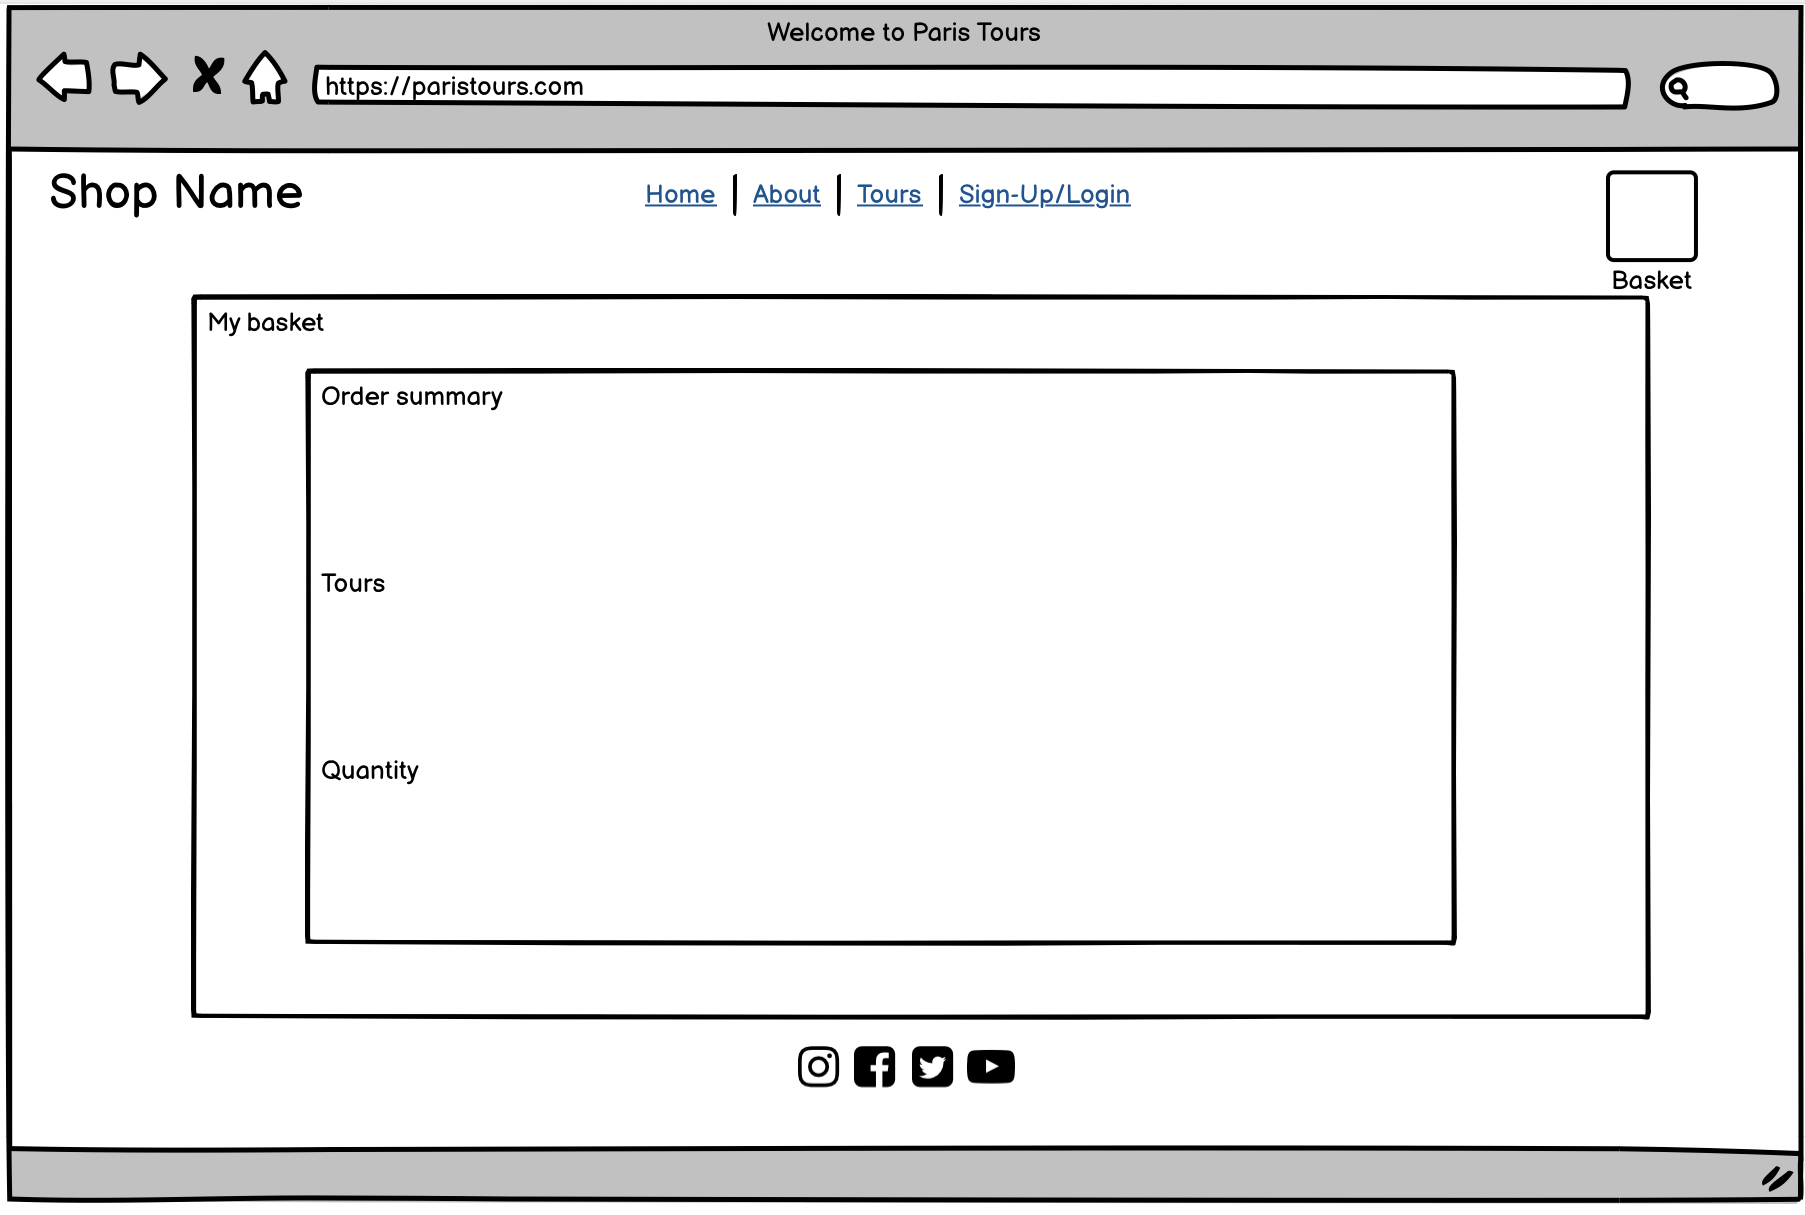 Welcome to Paris Tours
https://paristours.com
Shop Name
Home | About | Tours | Sign-Up/Login
Basket
My basket
Order summary
Tours
Quantity